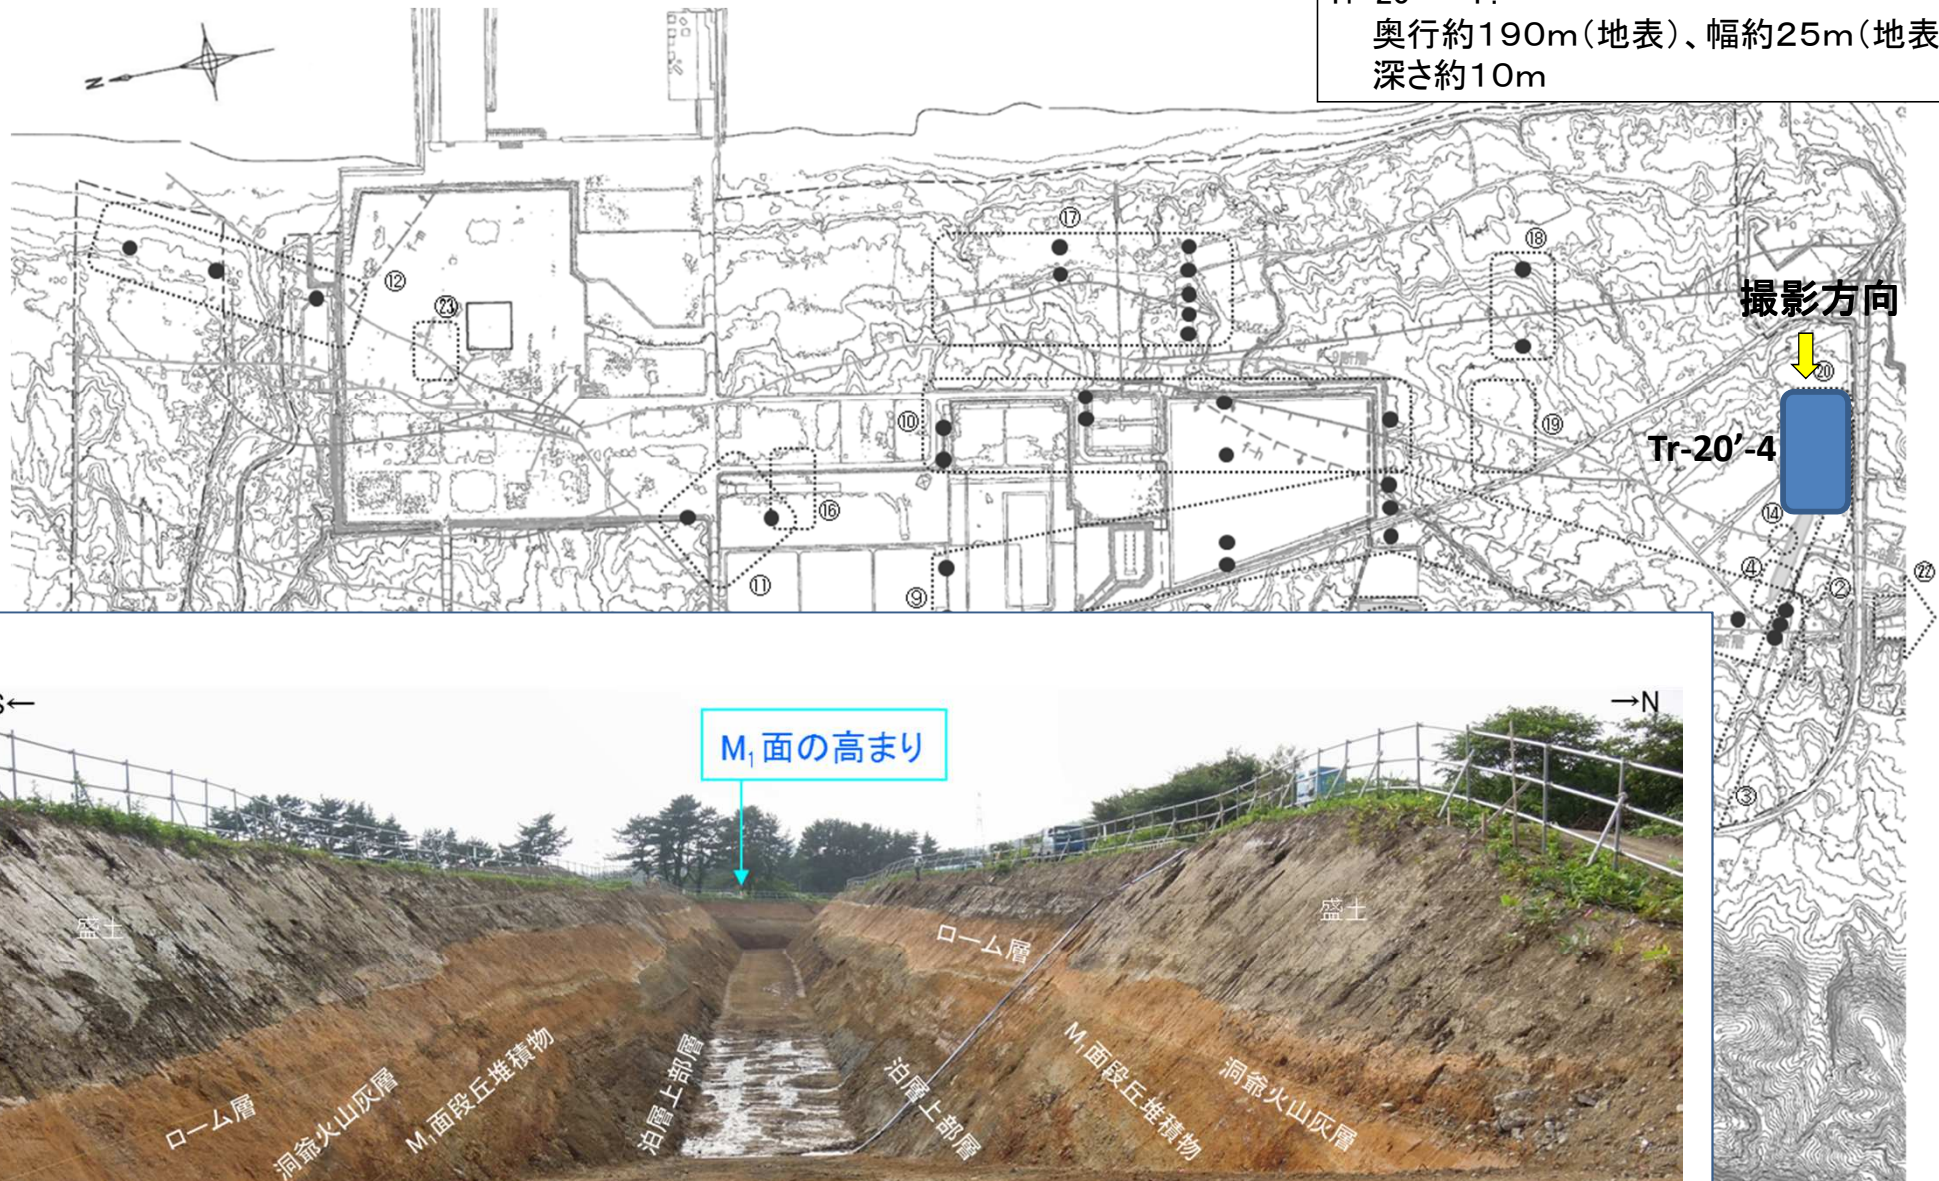 奥行約190m(地表)、幅約25m(地表
深さ約10m
N
⑰
⑱
⑫
㉓
撮影方向
⑳
⑩
⑲
Tr-20’-4
f-h
⑯
⑭
⑪
⑨
④
②
㉒
③
S←
→N
M₁面の高まり
盛土
盛土
ローム層
ローム層
洞爺火山灰層
M₁面段丘堆積物
泊層上部層
泊層上部層
M₁面段丘堆積物
洞爺火山灰層